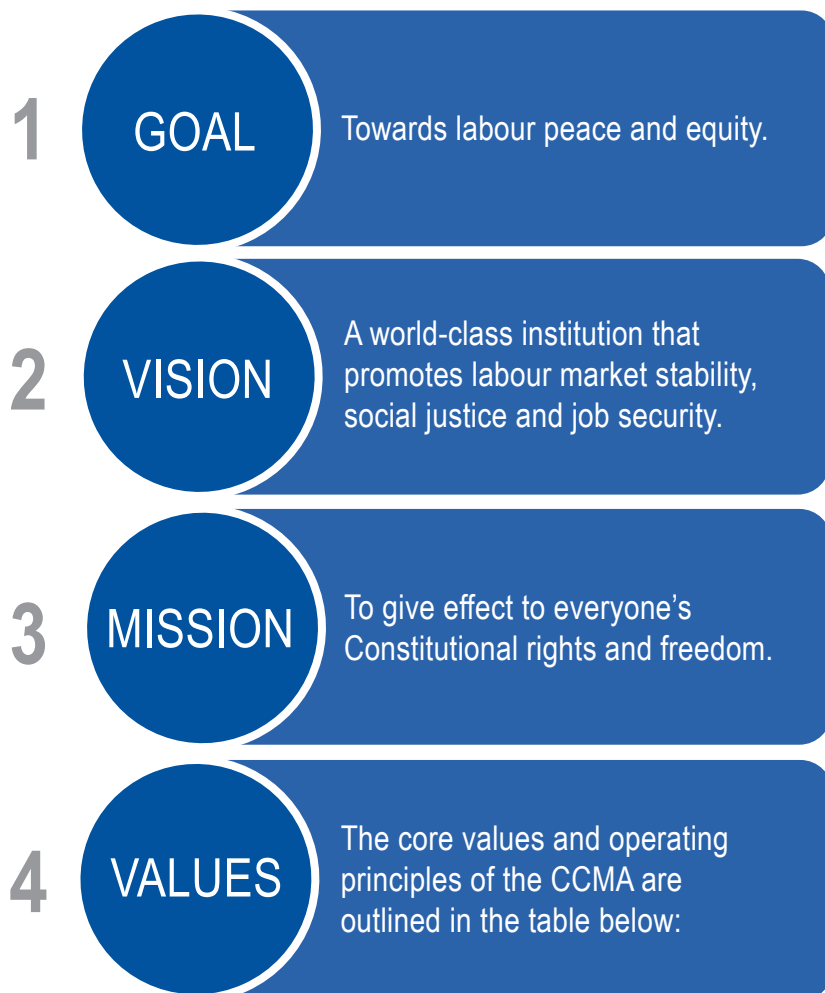 1
GOAL
Towards labour peace and equity.
2
VISION
A world-class institution that
promotes labour market stability,
social justice and job security.
3
MISSION
To give effect to everyone’s
Constitutional rights and freedom.
4
VALUES
The core values and operating
principles of the CCMA are
outlined in the table below: